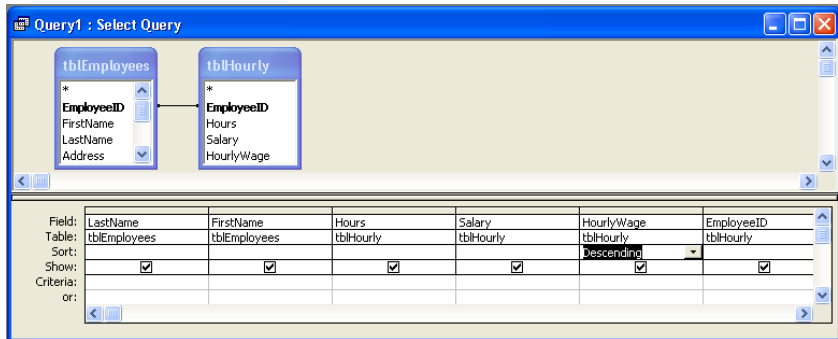 Query1 : Select Query
tblEmployees
*
EmployeeID
FirstName
LastName
Address
tblHourly
*
EmployeeID
Hours
Salary
HourlyWage
Field: LastName FirstName Hours Salary HourlyWage EmployeeID
Table: tblEmployees tblEmployees tblHourly tblHourly tblHourly tblHourly
Sort: Descending
Show:
Criteria:
or: